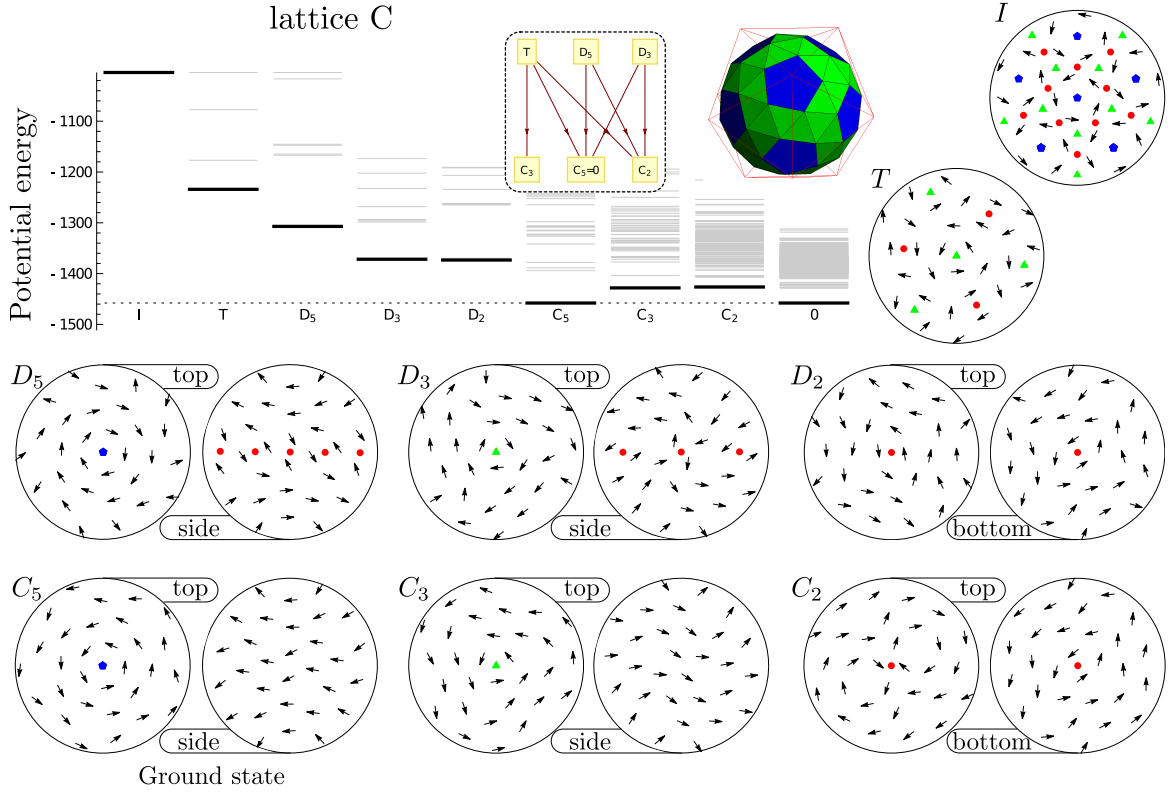 lattice C
Potential energy
- 1100
- 1200
- 1300
- 1400
- 1500
I
T
D5
D3
D2
C5
C3
C2
0
T
D5
D3
C3
C5=0
C2
I
T
D5
top
side
D3
top
side
D2
top
bottom
C5
top
side
C3
top
side
C2
top
bottom
Ground state